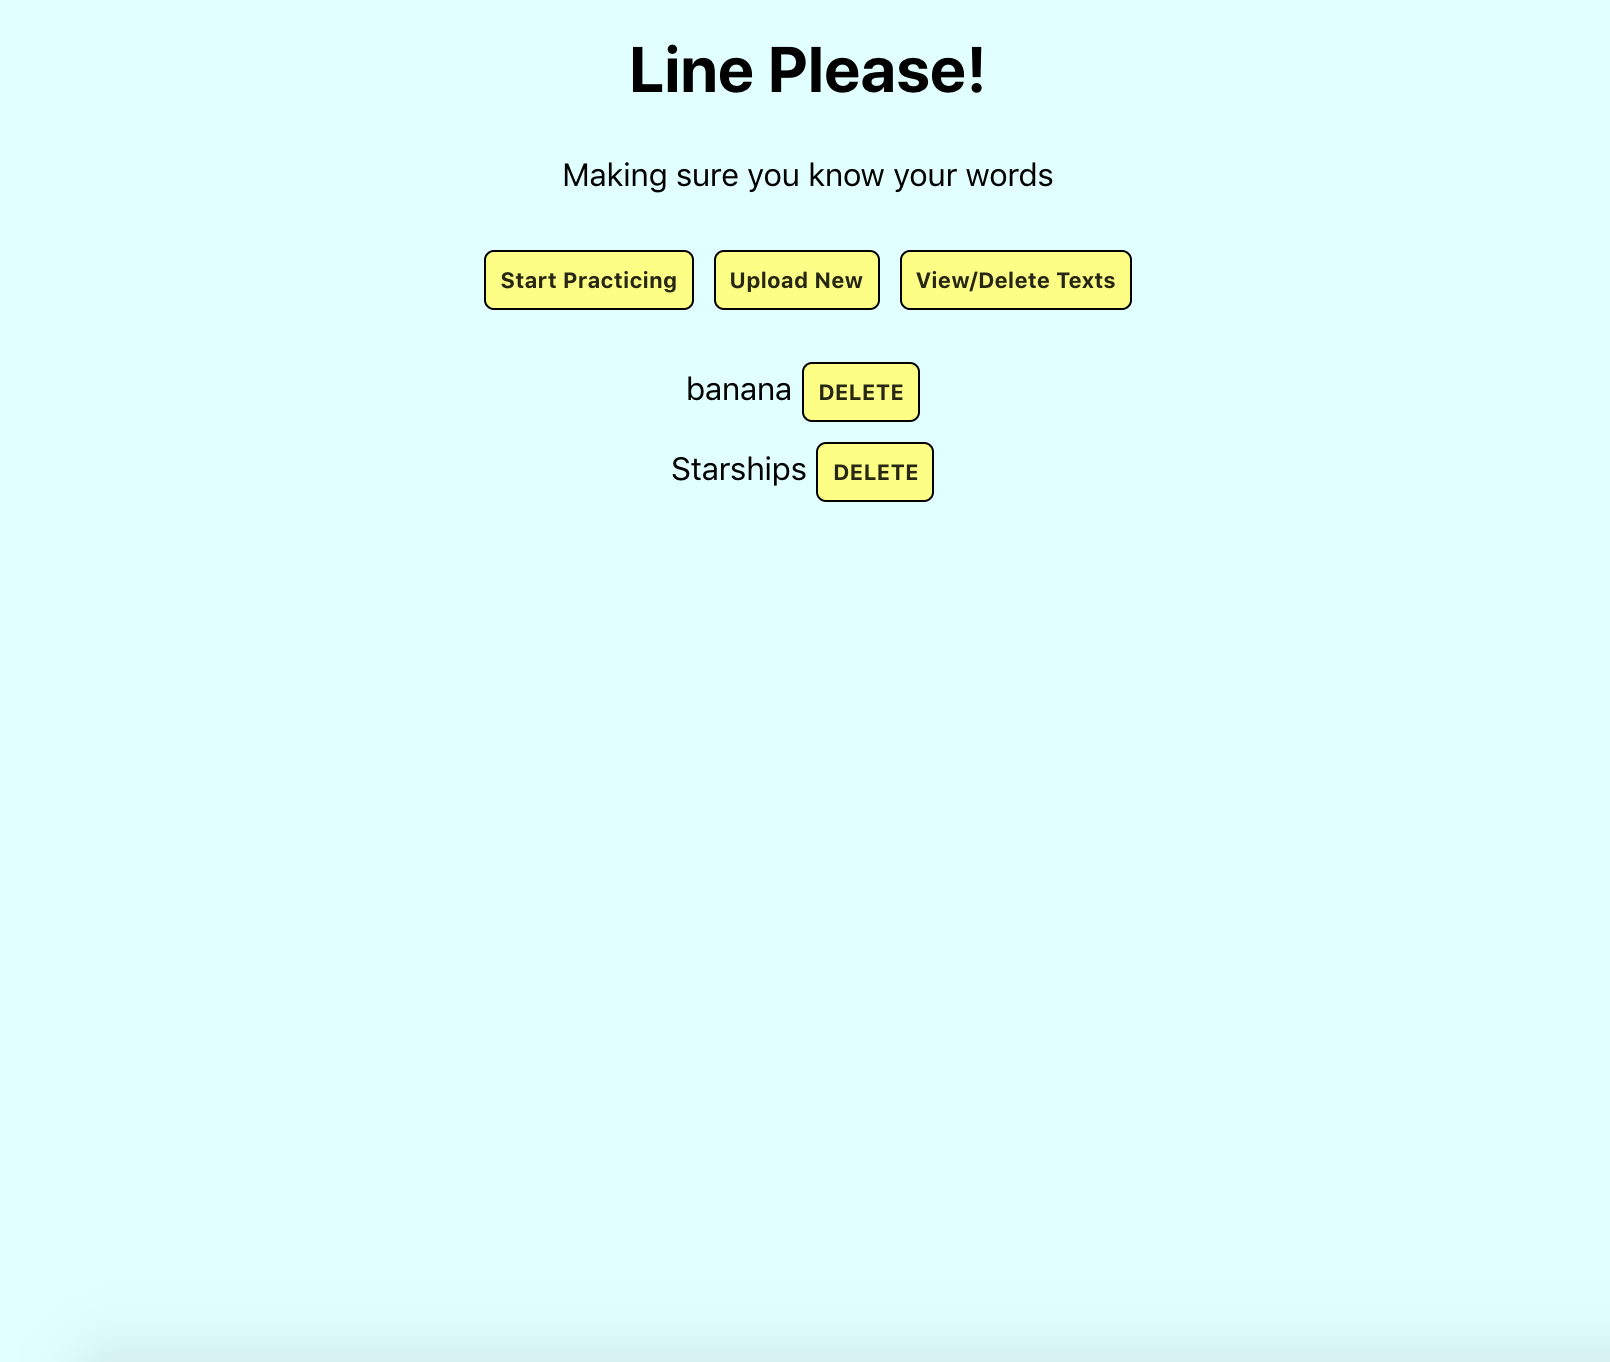 Line Please!
Making sure you know your words
Start Practicing Upload New View/Delete Texts
banana DELETE
Starships DELETE